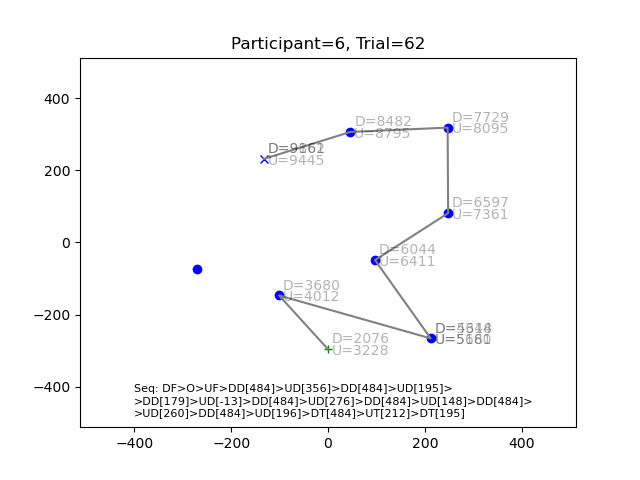 Participant=6, Trial=62
400
200
0
−200
−400
−400
−200
0
200
400
D=8482
U=8795
D=7729
U=8095
U=9445
D=6597
U=7361
D=6044
U=6411
D=3680
U=4012
D=2076
U=3228
Seq: DF>O>UF>DD[484]>UD[356]>DD[484]>UD[195]>
>DD[179]>UD[-13]>DD[484]>UD[276]>DD[484]>UD[148]>DD[484]>
>UD[260]>DD[484]>UD[196]>DT[484]>UT[212]>DT[195]